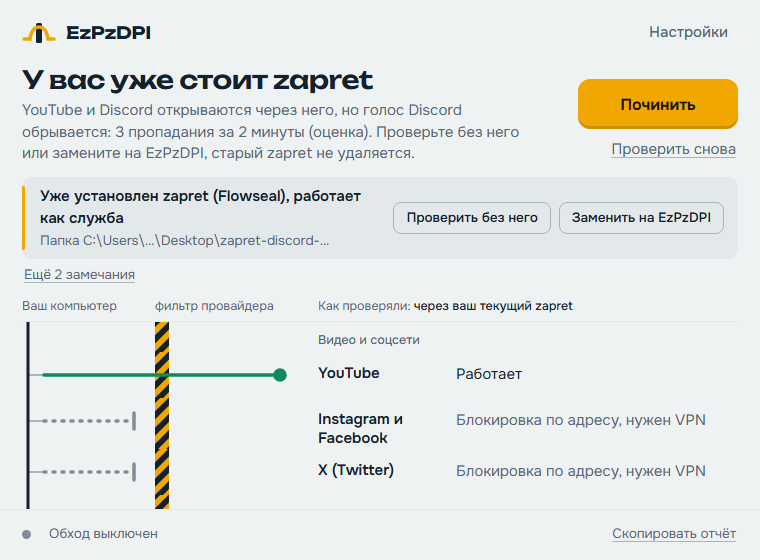 EzPzDPI
Настройки
У вас уже стоит zapret
YouTube и Discord открываются через него, но голос Discord
обрывается: 3 пропадания за 2 минуты (оценка). Проверьте без него
или замените на EzPzDPI, старый zapret не удаляется.
Починить
Проверить снова
Уже установлен zapret (Flowseal), работает
как служба
Папка C:\Users\...\Desktop\zapret-discord-...
Проверить без него
Заменить на EzPzDPI
Ещё 2 замечания
Ваш компьютер
фильтр провайдера
Как проверяли: через ваш текущий zapret
Видео и соцсети
YouTube
Работает
Instagram и
Facebook
Блокировка по адресу, нужен VPN
X (Twitter)
Блокировка по адресу, нужен VPN
Обход выключен
Скопировать отчёт